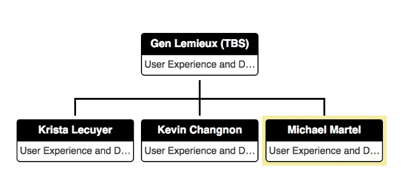 Gen Lemieux (TBS)
User Experience and D...
Krista Lecuyer
User Experience and D...
Kevin Changnon
User Experience and D...
Michael Martel
User Experience and D...